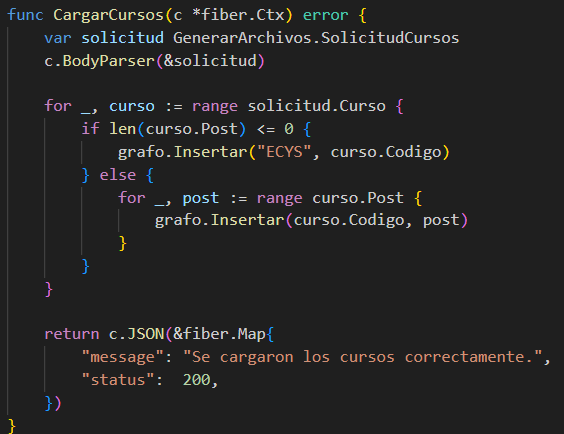 func CargarCursos(c *fiber.Ctx) error {
    var solicitud GenerarArchivos.SolicitudCursos
    c.BodyParser(&solicitud)

    for _, curso := range solicitud.Curso {
        if len(curso.Post) <= 0 {
            grafo.Insertar("ECYS", curso.Codigo)
        } else {
            for _, post := range curso.Post {
                grafo.Insertar(curso.Codigo, post)
            }
        }
    }

    return c.JSON(&fiber.Map{
        "message": "Se cargaron los cursos correctamente.",
        "status":  200,
    })
}